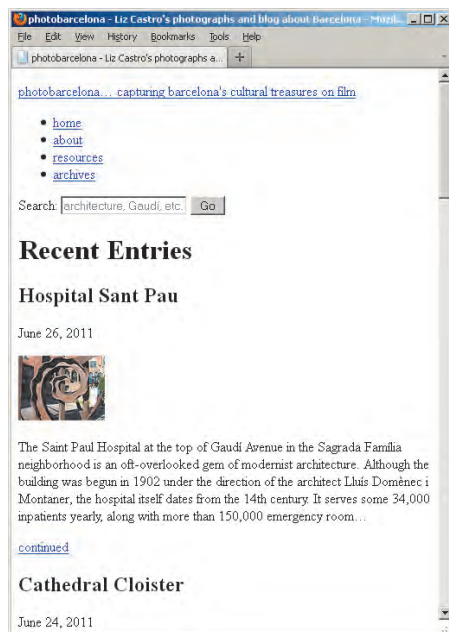 photobarcelona - Liz Castro's photographs and blog about Barcelona - Mozil...
File Edit View History Bookmarks Tools Help
photobarcelona - Liz Castro's photographs a...
photobarcelona... capturing barcelona's cultural treasures on film
home
about
resources
archives
Search: architecture, Gaudí, etc. Go
Recent Entries
Hospital Sant Pau
June 26, 2011
The Saint Paul Hospital at the top of Gaudí Avenue in the Sagrada Família
neighborhood is an oft-overlooked gem of modernist architecture. Although the
building was begun in 1902 under the direction of the architect Lluís Domènec i
Montaner, the hospital itself dates from the 14th century. It serves some 34,000
inpatients yearly, along with more than 150,000 emergency room...
continued
Cathedral Cloister
June 24, 2011